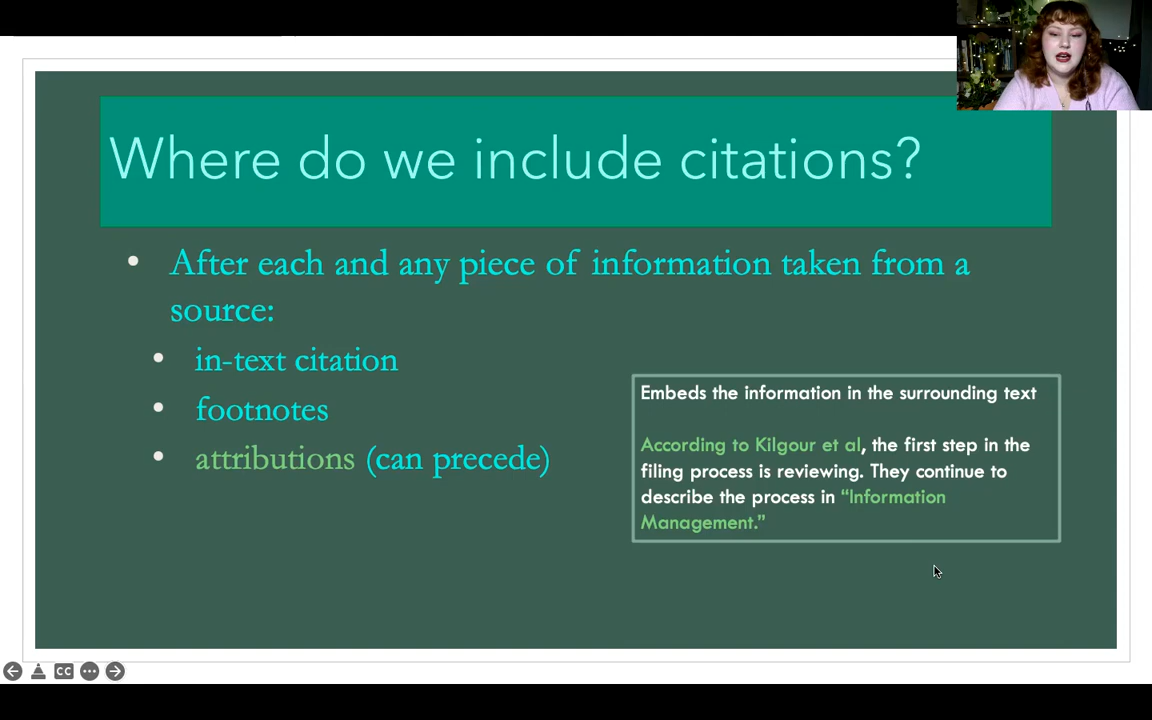 Where do we include citations?
After each and any piece of information taken from a
source:
in-text citation
footnotes
attributions (can precede)
Embeds the information in the surrounding text
According to Kilgour et al, the first step in the
filing process is reviewing. They continue to
describe the process in “Information
Management.”
CC